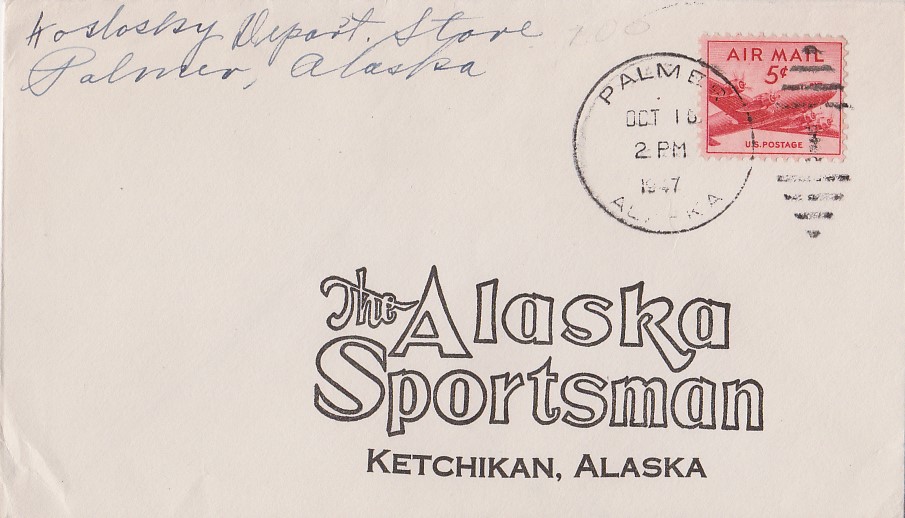 Koslosky Depart. Store
Palmer, Alaska
AIR MAIL
5¢
U.S. POSTAGE
PALMER
OCT 16
2 PM
1947
ALASKA
The Alaska
Sportsman
KETCHIKAN, ALASKA